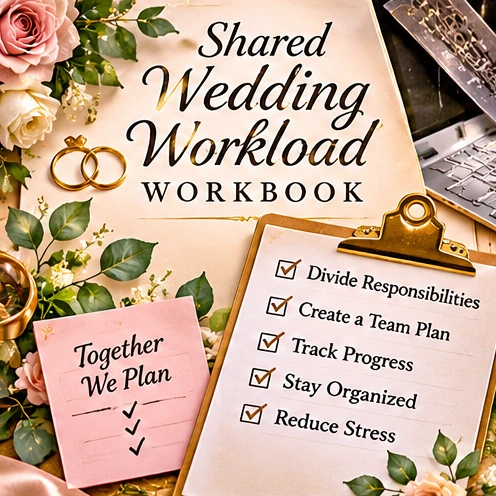 Shared
Wedding
Workload
WORKBOOK
Divide Responsibilities
Create a Team Plan
Track Progress
Stay Organized
Reduce Stress
Together
We Plan